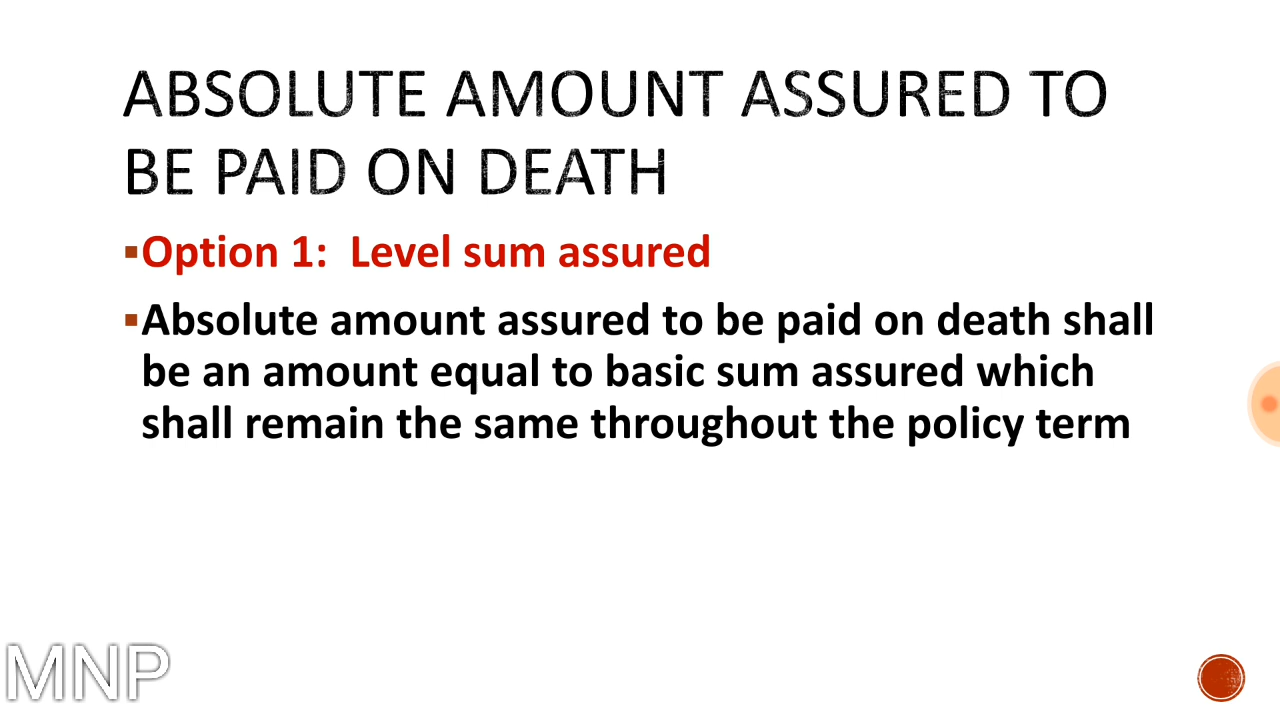 ABSOLUTE AMOUNT ASSURED TO
BE PAID ON DEATH
▪Option 1:  Level sum assured
▪Absolute amount assured to be paid on death shall
be an amount equal to basic sum assured which
shall remain the same throughout the policy term
MNP